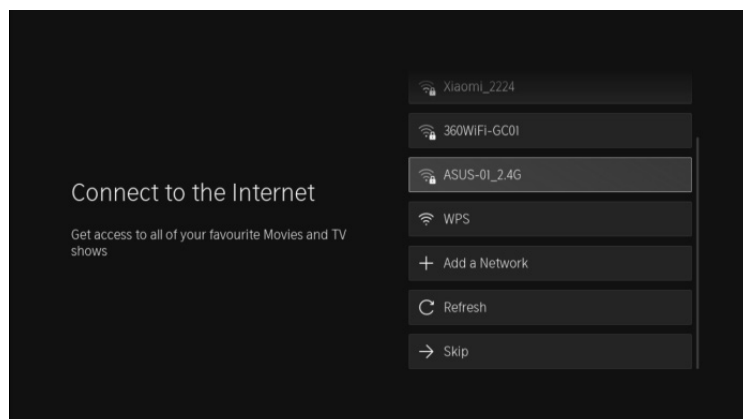 Connect to the Internet
Get access to all of your favourite Movies and TV
shows
Xiaomi_2224
360WiFi-GC01
ASUS-01_2.4G
WPS
Add a Network
Refresh
Skip